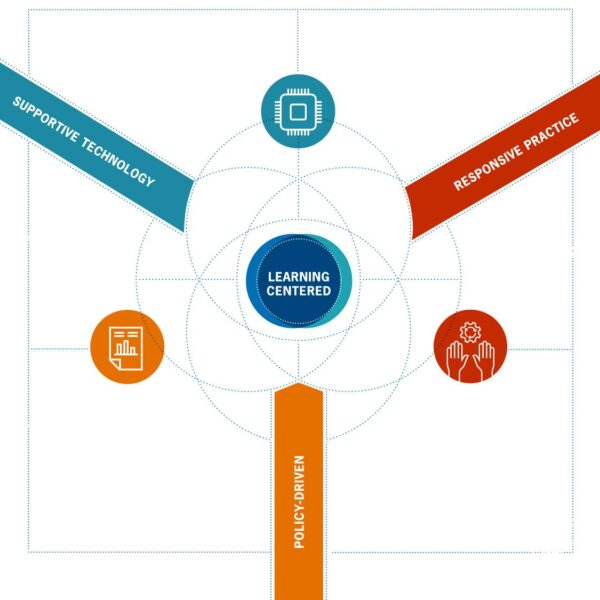 SUPPORTIVE TECHNOLOGY
RESPONSIVE PRACTICE
LEARNING
CENTERED
POLICY-DRIVEN